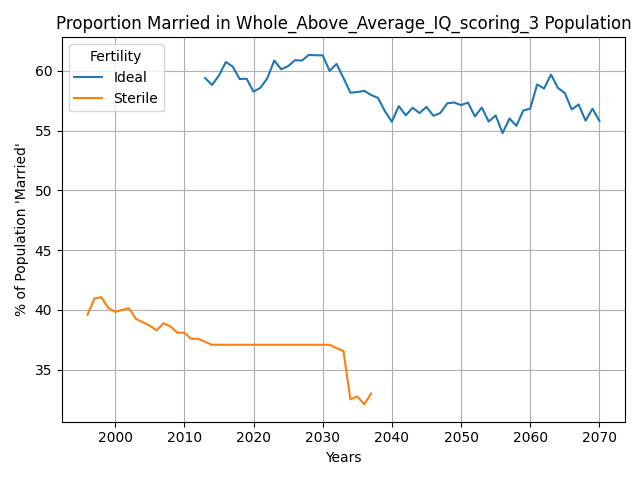 Proportion Married in Whole_Above_Average_IQ_scoring_3 Population
% of Population 'Married'
Fertility
Ideal
Sterile
60
55
50
45
40
35
2000
2010
2020
2030
2040
2050
2060
2070
Years